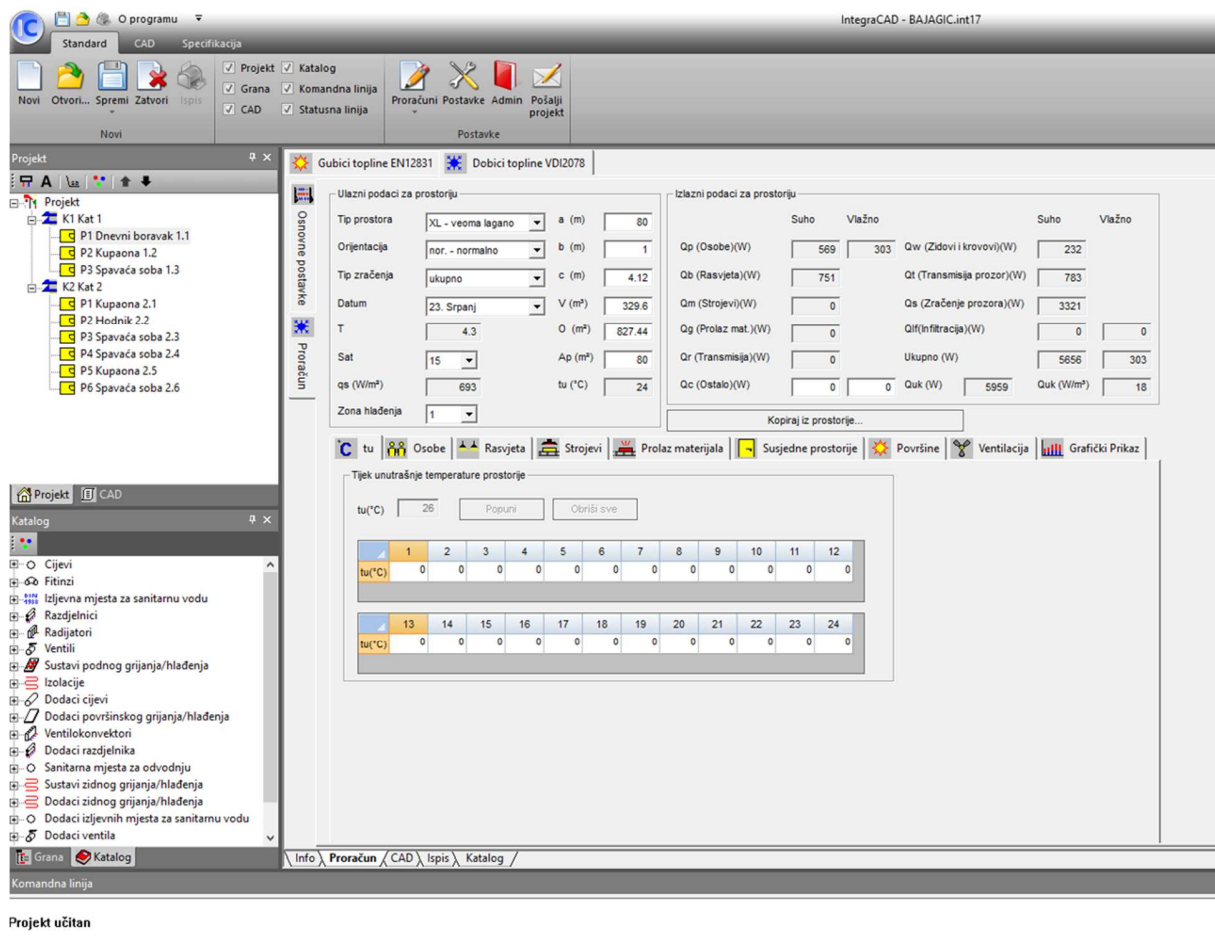 O programu
IntegraCAD - BAJAGIC.int17
Standard CAD Specifikacija
Projekt Katalog
Grana Komandna linija
CAD Statusna linija
Novi Otvori... Spremi Zatvori Ispis
Proračuni Postavke Admin Pošalji projekt
Novi Postavke
Projekt
Projekt
K1 Kat 1
P1 Dnevni boravak 1.1
P2 Kupaona 1.2
P3 Spavaća soba 1.3
K2 Kat 2
P1 Kupaona 2.1
P2 Hodnik 2.2
P3 Spavaća soba 2.3
P4 Spavaća soba 2.4
P5 Kupaona 2.5
P6 Spavaća soba 2.6
Projekt CAD
Katalog
Cijevi
Fitinzi
Izljevna mjesta za sanitarnu vodu
Razdjelnici
Radijatori
Ventili
Sustavi podnog grijanja/hlađenja
Izolacije
Dodaci cijevi
Dodaci površinskog grijanja/hlađenja
Ventilokonvektori
Dodaci razdjelnika
Sanitarna mjesta za odvodnju
Sustavi zidnog grijanja/hlađenja
Dodaci zidnog grijanja/hlađenja
Dodaci izljevnih mjesta za sanitarnu vodu
Dodaci ventila
Grana Katalog
Gubici topline EN12831 Dobici topline VDI2078
Osnovne postavke
Proračun
Ulazni podaci za prostoriju
Tip prostora XL - veoma lagano a (m) 80
Orijentacija nor. - normalno b (m) 1
Tip zračenja ukupno c (m) 4.12
Datum 23. Srpanj V (m³) 329.6
T 4.3 O (m²) 827.44
Sat 15 Ap (m²) 80
qs (W/m²) 693 tu (°C) 24
Zona hlađenja 1
Izlazni podaci za prostoriju
Suho Vlažno Suho Vlažno
Qp (Osobe)(W) 569 303 Qw (Zidovi i krovovi)(W) 232
Qb (Rasvjeta)(W) 751 Qt (Transmisija prozor)(W) 783
Qm (Strojevi)(W) 0 Qs (Zračenje prozora)(W) 3321
Qg (Prolaz mat.)(W) 0 Qlf(Infiltracija)(W) 0 0
Qr (Transmisija)(W) 0 Ukupno (W) 5656 303
Qc (Ostalo)(W) 0 0 Quk (W) 5959 Quk (W/m³) 18
Kopiraj iz prostorije...
°C tu Osobe Rasvjeta Strojevi Prolaz materijala Susjedne prostorije Površine Ventilacija Grafički Prikaz
Tijek unutrašnje temperature prostorije
tu(°C) 26 Popuni Obriši sve
1 2 3 4 5 6 7 8 9 10 11 12
tu(°C) 0 0 0 0 0 0 0 0 0 0 0 0
13 14 15 16 17 18 19 20 21 22 23 24
tu(°C) 0 0 0 0 0 0 0 0 0 0 0 0
Info Proračun CAD Ispis Katalog
Komandna linija
Projekt učitan